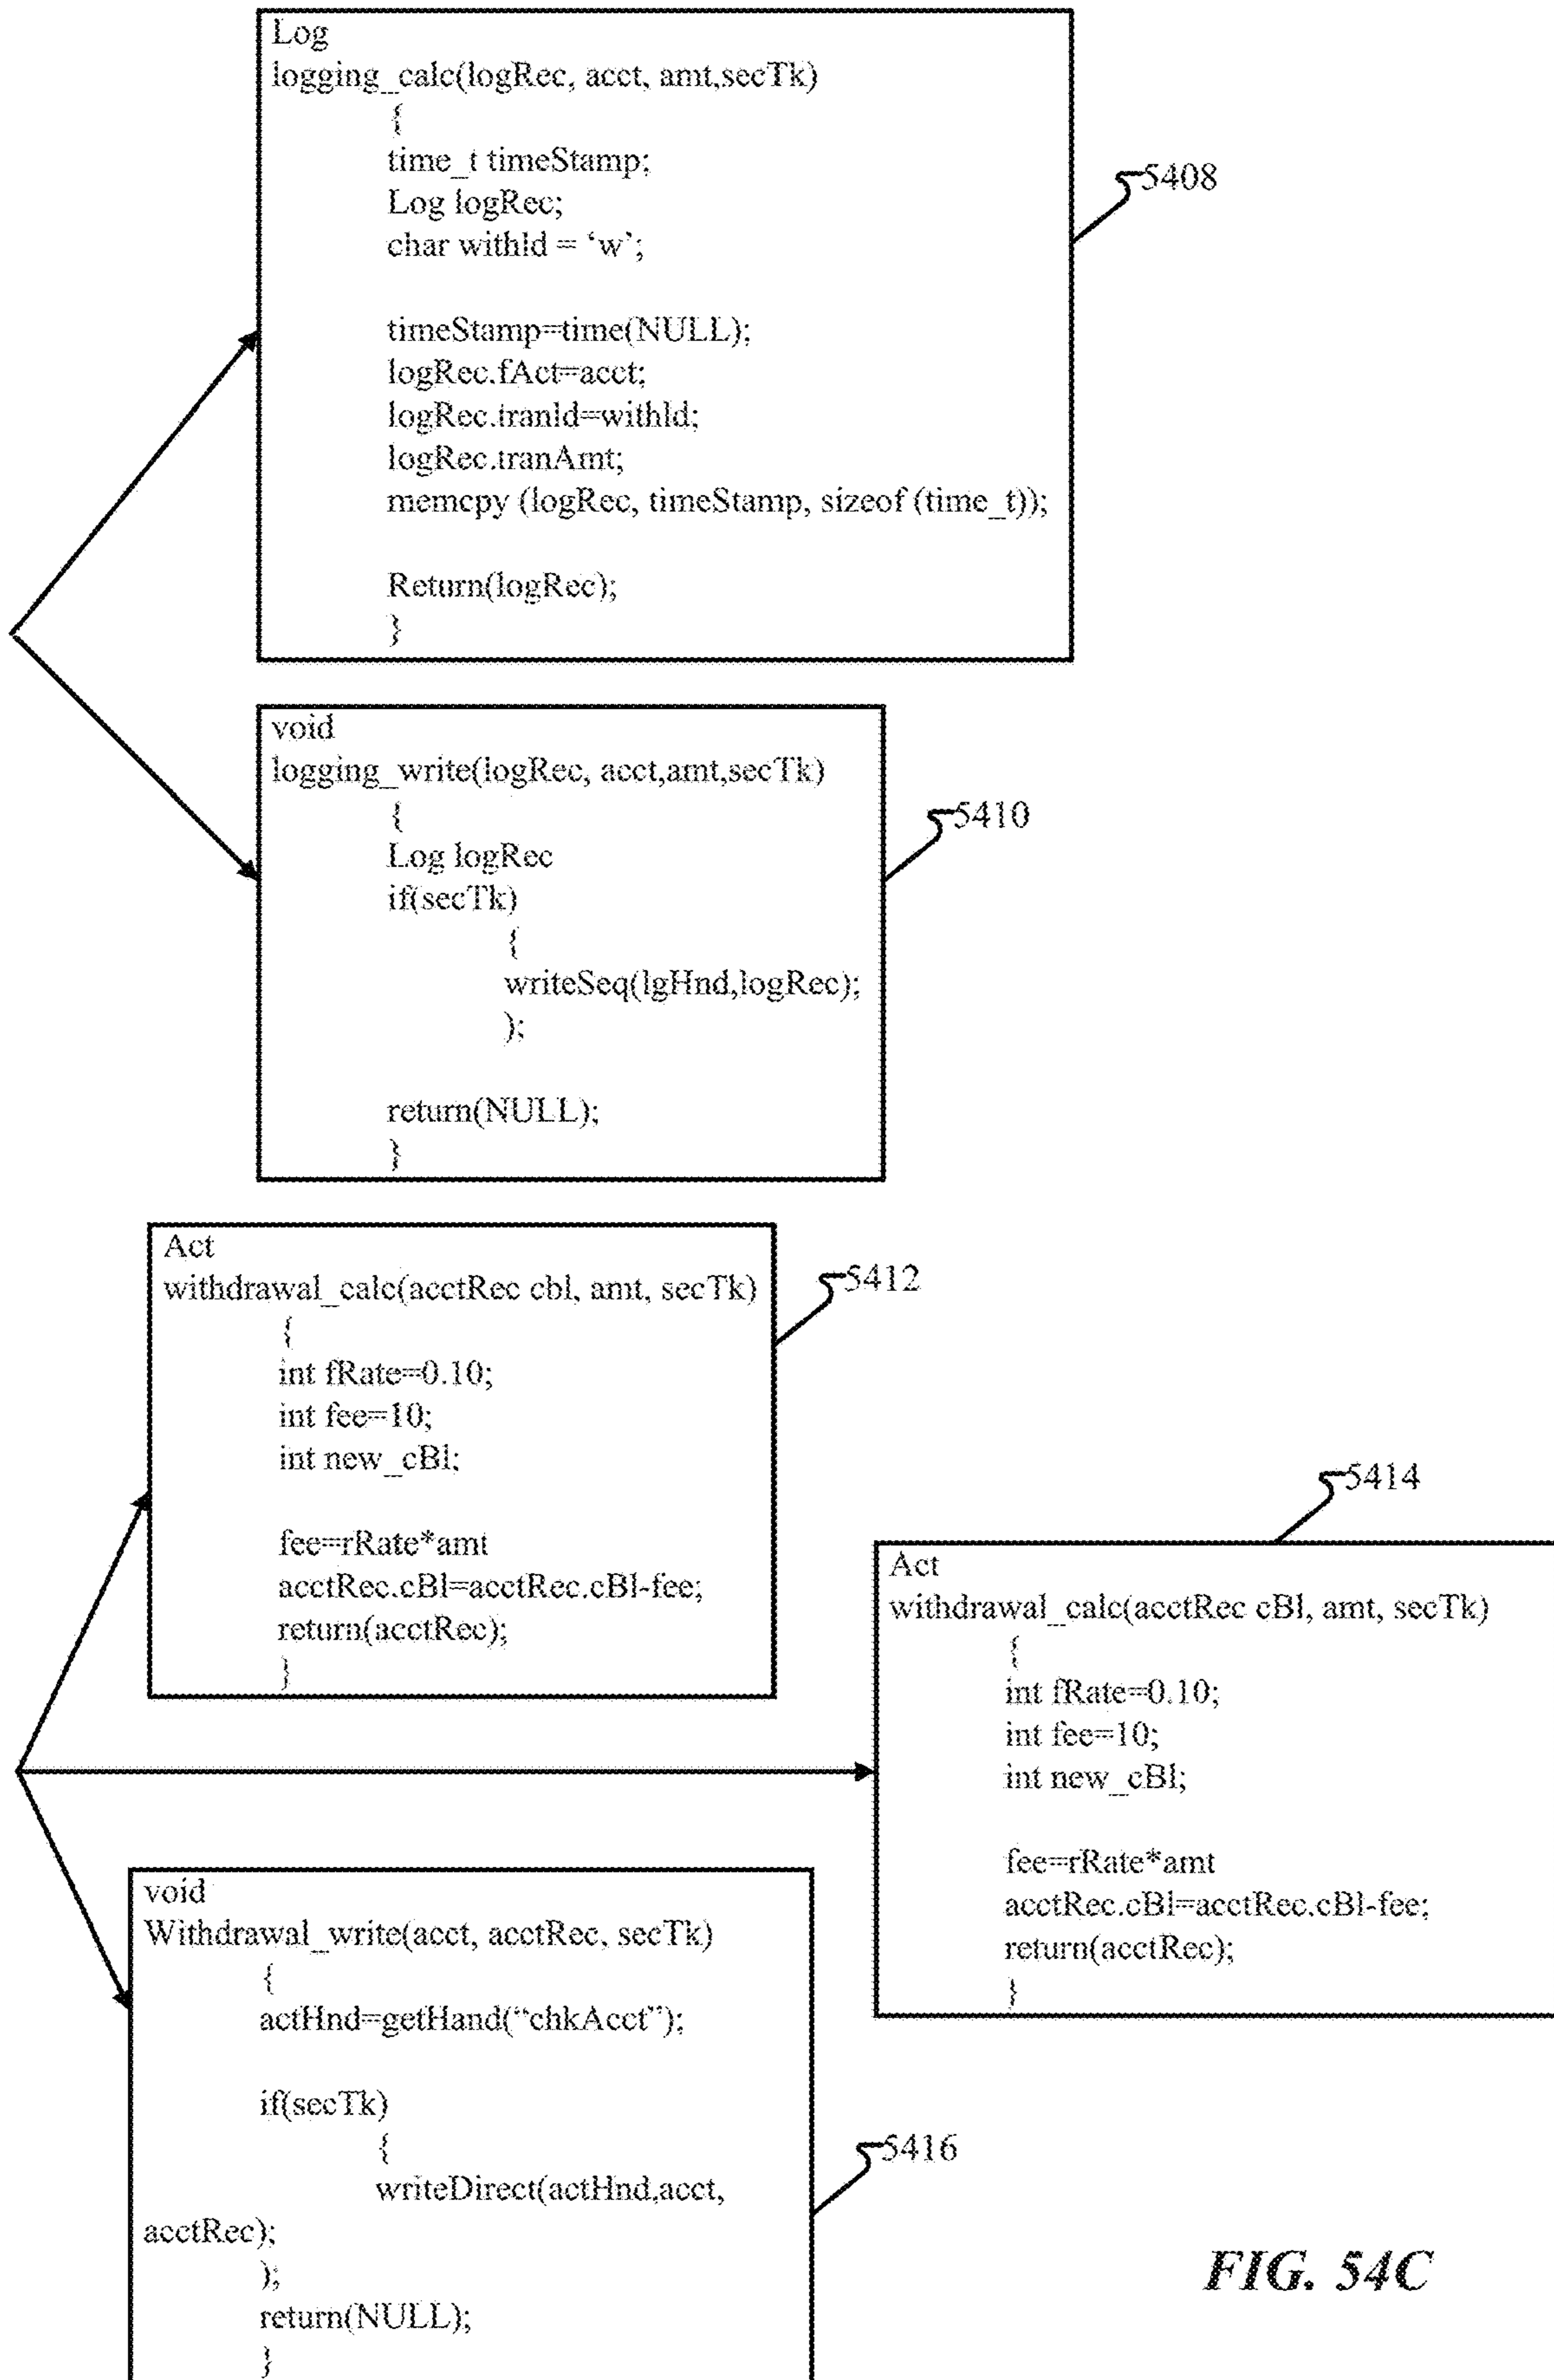 Log
logging_calc(logRec, acct, amt,secTk)
{
time_t timeStamp;
Log logRec;
char withId = ‘w’;
timeStamp=time(NULL);
logRec.fAct=acct;
logRec.tranId=withId;
logRec.tranAmt;
memcpy (logRec, timeStamp, sizeof (time_t));
Return(logRec);
}
5408
void
logging_write(logRec, acct,amt,secTk)
{
Log logRec
if(secTk)
{
writeSeq(lgHnd,logRec);
);
return(NULL);
}
5410
Act
withdrawal_calc(acctRec cbl, amt, secTk)
{
int fRate=0.10;
int fee=10;
int new_cBl;
fee=rRate*amt
acctRec.cBl=acctRec.cBl-fee;
return(acctRec);
}
5412
5414
Act
withdrawal_calc(acctRec cBl, amt, secTk)
{
int fRate=0.10;
int fee=10;
int new_cBl;
fee=rRate*amt
acctRec.cBl=acctRec.cBl-fee;
return(acctRec);
}
void
Withdrawal_write(acct, acctRec, secTk)
{
actHnd=getHand(“chkAcct”);
if(secTk)
{
writeDirect(actHnd,acct,
acctRec);
);
return(NULL);
}
5416
FIG. 54C